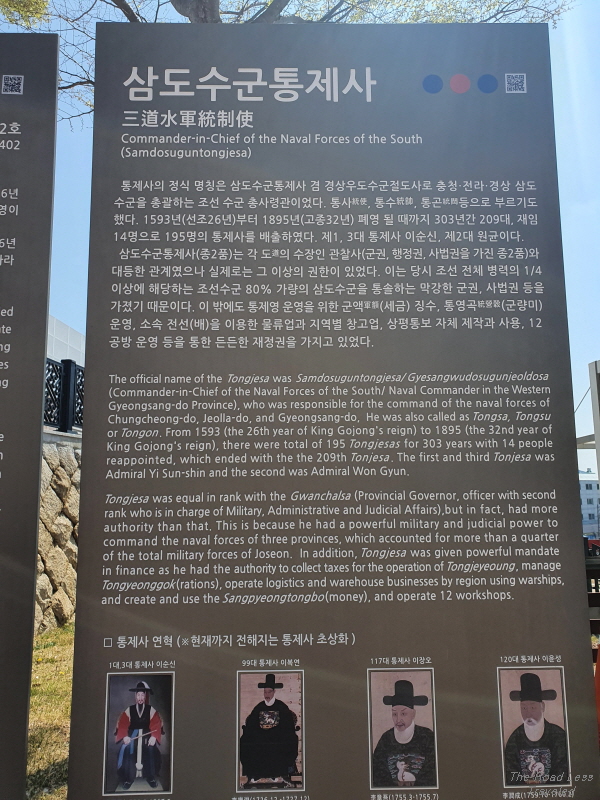 삼도수군통제사
三道水軍統制使
Commander-in-Chief of the Naval Forces of the South
(Samdosuguntongjesa)
통제사의 정식 명칭은 삼도수군통제사 겸 경상우도수군절도사로 충청·전라·경상 삼도
수군을 총괄하는 조선 수군 총사령관이었다. 통사統使, 통수統帥, 통곤統閫등으로 부르기도
했다. 1593년(선조26년)부터 1895년(고종32년) 폐영 될 때까지 303년간 209대, 재임
14명으로 195명의 통제사를 배출하였다. 제1, 3대 통제사 이순신, 제2대 원균이다.
삼도수군통제사(종2품)는 각 도道의 수장인 관찰사(군권, 행정권, 사법권을 가진 종2품)와
대등한 관계였으나 실제로는 그 이상의 권한이 있었다. 이는 당시 조선 전체 병력의 1/4
이상에 해당하는 조선수군 80% 가량의 삼도수군을 통솔하는 막강한 군권, 사법권 등을
가졌기 때문이다. 이 밖에도 통제영 운영을 위한 군액軍額(세금) 징수, 통영곡統營穀(군량미)
운영, 소속 전선(배)을 이용한 물류업과 지역별 창고업, 상평통보 자체 제작과 사용, 12
공방 운영 등을 통한 든든한 재정권을 가지고 있었다.
The official name of the Tongjesa was Samdosuguntongjesa/ Gyesangwudosugunjeoldosa
(Commander-in-Chief of the Naval Forces of the South/ Naval Commander in the Western
Gyeongsang-do Province), who was responsible for the command of the naval forces of
Chungcheong-do, Jeolla-do, and Gyeongsang-do. He was also called as Tongsa, Tongsu
or Tongon. From 1593 (the 26th year of King Gojong's reign) to 1895 (the 32nd year of
King Gojong's reign), there were total of 195 Tongjesas for 303 years with 14 people
reappointed, which ended with the the 209th Tonjesa. The first and third Tonjesa was
Admiral Yi Sun-shin and the second was Admiral Won Gyun.
Tongjesa was equal in rank with the Gwanchalsa (Provincial Governor, officer with second
rank who is in charge of Military, Administrative and Judicial Affairs),but in fact, had more
authority than that. This is because he had a powerful military and judicial power to
command the naval forces of three provinces, which accounted for more than a quarter
of the total military forces of Joseon. In addition, Tongjesa was given powerful mandate
in finance as he had the authority to collect taxes for the operation of Tongjeyeoung, manage
Tongyeonggok(rations), operate logistics and warehouse businesses by region using warships,
and create and use the Sangpyeongtongbo(money), and operate 12 workshops.
□ 통제사 연혁 (※현재까지 전해지는 통제사 초상화 )
1대,3대 통제사 이순신
99대 통제사 이복연
117대 통제사 이장오
120대 통제사 이윤성
(1755.3-1755.7)
2호
402
6년
영이
6년
라라
The Road Less
Traveled